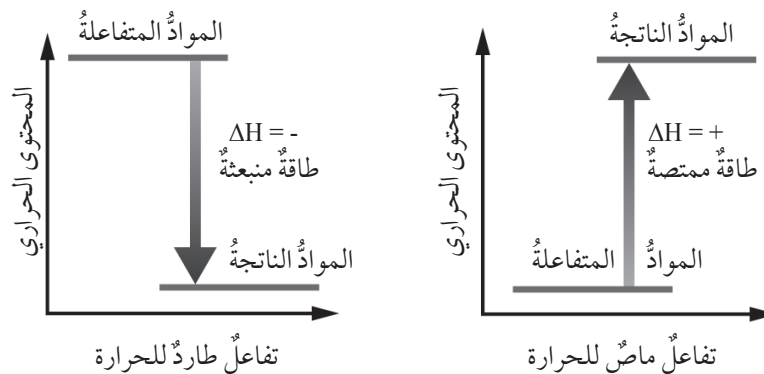 الموادُّ الناتجةُ
المحتوى الحراري
ΔH = +
طاقةٌ ممتصةٌ
الموادُّ المتفاعلةُ
تفاعلٌ ماصٌ للحرارة
الموادُّ المتفاعلةُ
المحتوى الحراري
ΔH = -
طاقةٌ منبعثةٌ
الموادُّ الناتجةُ
تفاعلٌ طاردٌ للحرارة